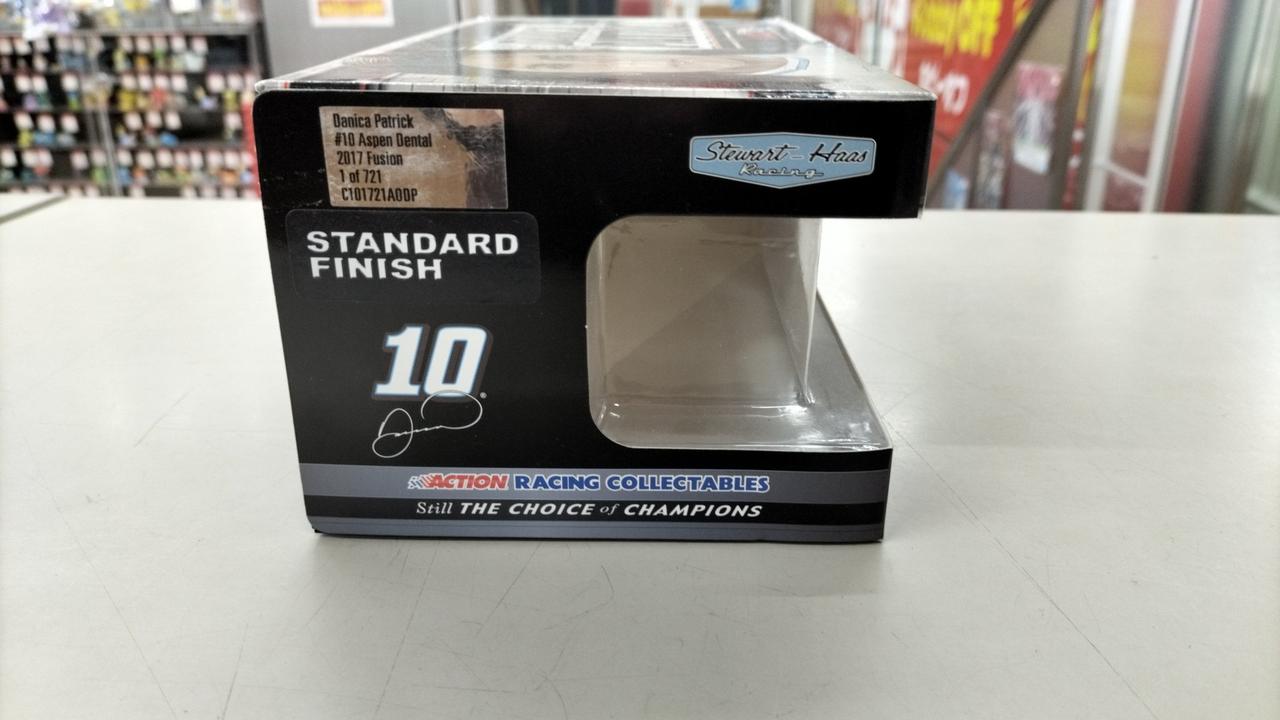 Danica Patrick
#10 Aspen Dental
2017 Fusion
1 of 721
C101721AODP
Stewart-Haas
Racing
STANDARD
FINISH
10
ACTION RACING COLLECTABLES
Still THE CHOICE of CHAMPIONS